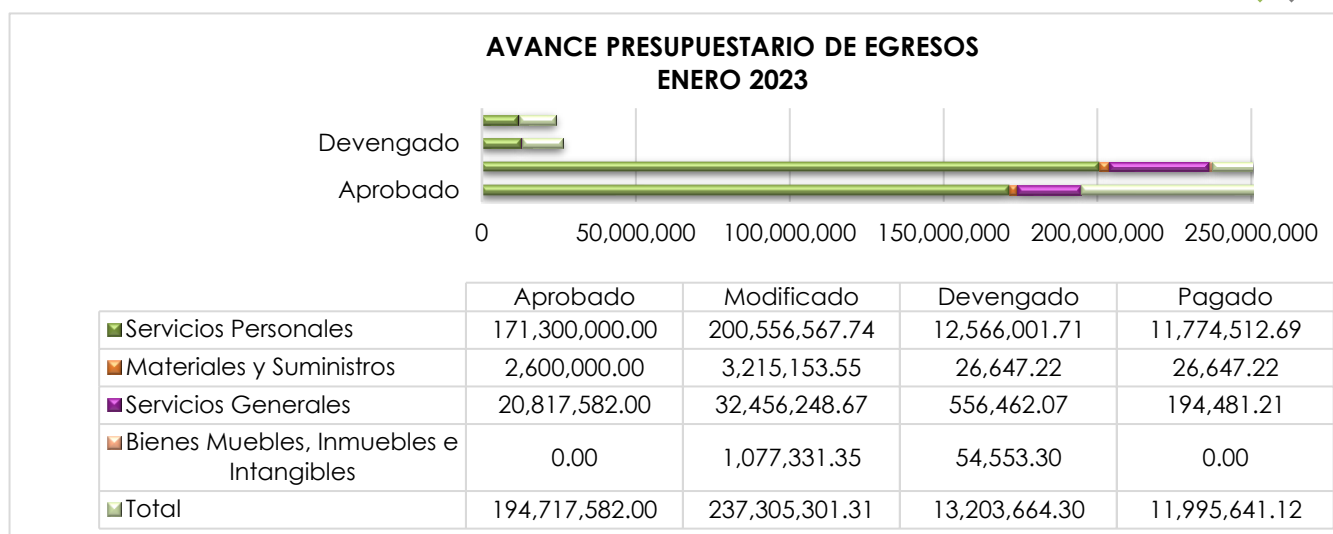 AVANCE PRESUPUESTARIO DE EGRESOS
ENERO 2023
Devengado
Aprobado
0 50,000,000 100,000,000 150,000,000 200,000,000 250,000,000
Aprobado Modificado Devengado Pagado
Servicios Personales 171,300,000.00 200,556,567.74 12,566,001.71 11,774,512.69
Materiales y Suministros 2,600,000.00 3,215,153.55 26,647.22 26,647.22
Servicios Generales 20,817,582.00 32,456,248.67 556,462.07 194,481.21
Bienes Muebles, Inmuebles e
Intangibles 0.00 1,077,331.35 54,553.30 0.00
Total 194,717,582.00 237,305,301.31 13,203,664.30 11,995,641.12